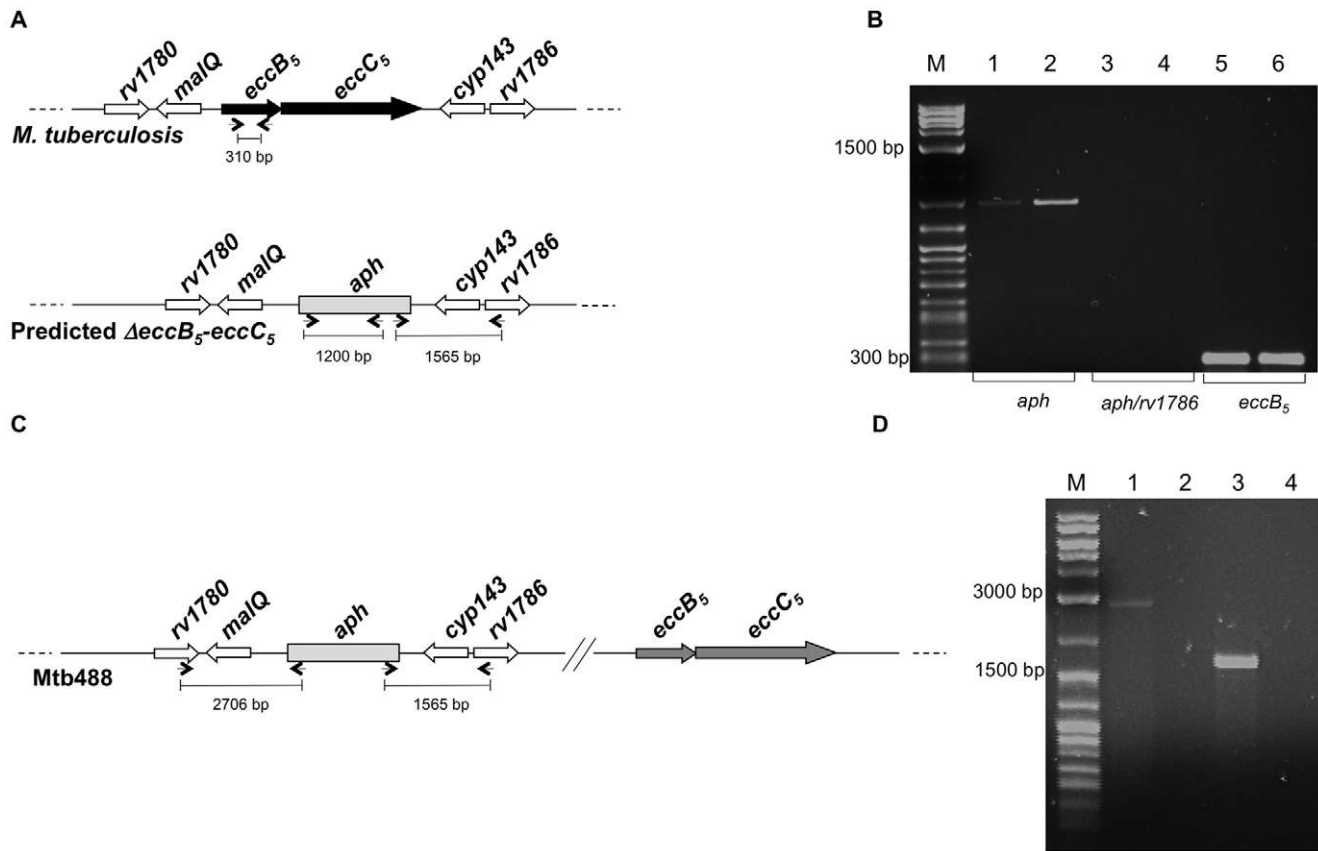 A
rv1780 malQ eccB5 eccC5 cyp143 rv1786
M. tuberculosis
310 bp
rv1780 malQ aph cyp143 rv1786
Predicted ΔeccB5-eccC5
1200 bp 1565 bp
B
M 1 2 3 4 5 6
1500 bp
300 bp
aph aph/rv1786 eccB5
C
rv1780 malQ aph cyp143 rv1786 eccB5 eccC5
Mtb488
2706 bp 1565 bp
D
M 1 2 3 4
3000 bp
1500 bp